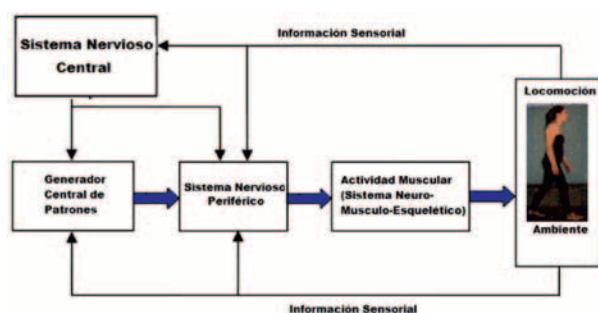 Información Sensorial
Sistema Nervioso
Central
Locomoción
Generador
Central de
Patrones
Sistema Nervioso
Periférico
Actividad Muscular
(Sistema Neuro-
Musculo-Esquelético)
Ambiente
Información Sensorial